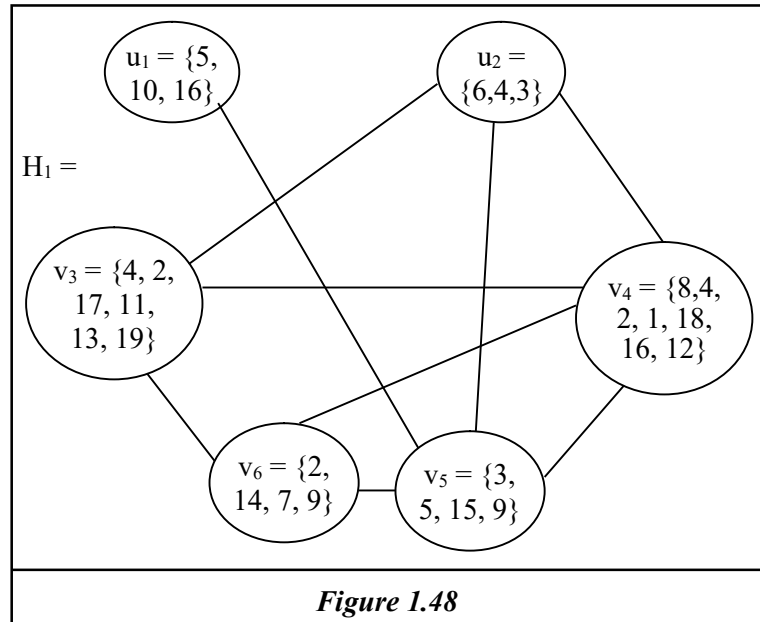 u₁ = {5,
10, 16}
u₂ =
{6,4,3}
H₁ =
v₃ = {4, 2,
17, 11,
13, 19}
v₄ = {8,4,
2, 1, 18,
16, 12}
v₆ = {2,
14, 7, 9}
v₅ = {3,
5, 15, 9}
Figure 1.48